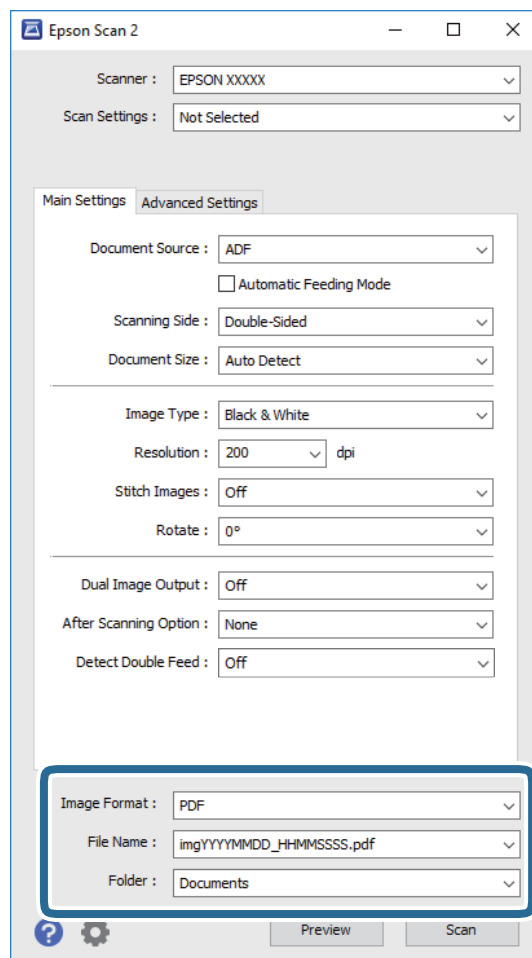 Epson Scan 2
Scanner : EPSON XXXXX
Scan Settings : Not Selected
Main Settings Advanced Settings
Document Source : ADF
Automatic Feeding Mode
Scanning Side : Double-Sided
Document Size : Auto Detect
Image Type : Black & White
Resolution : 200 dpi
Stitch Images : Off
Rotate : 0°
Dual Image Output : Off
After Scanning Option : None
Detect Double Feed : Off
Image Format : PDF
File Name : imgYYYYMMDD_HHMMSSSS.pdf
Folder : Documents
? Preview Scan